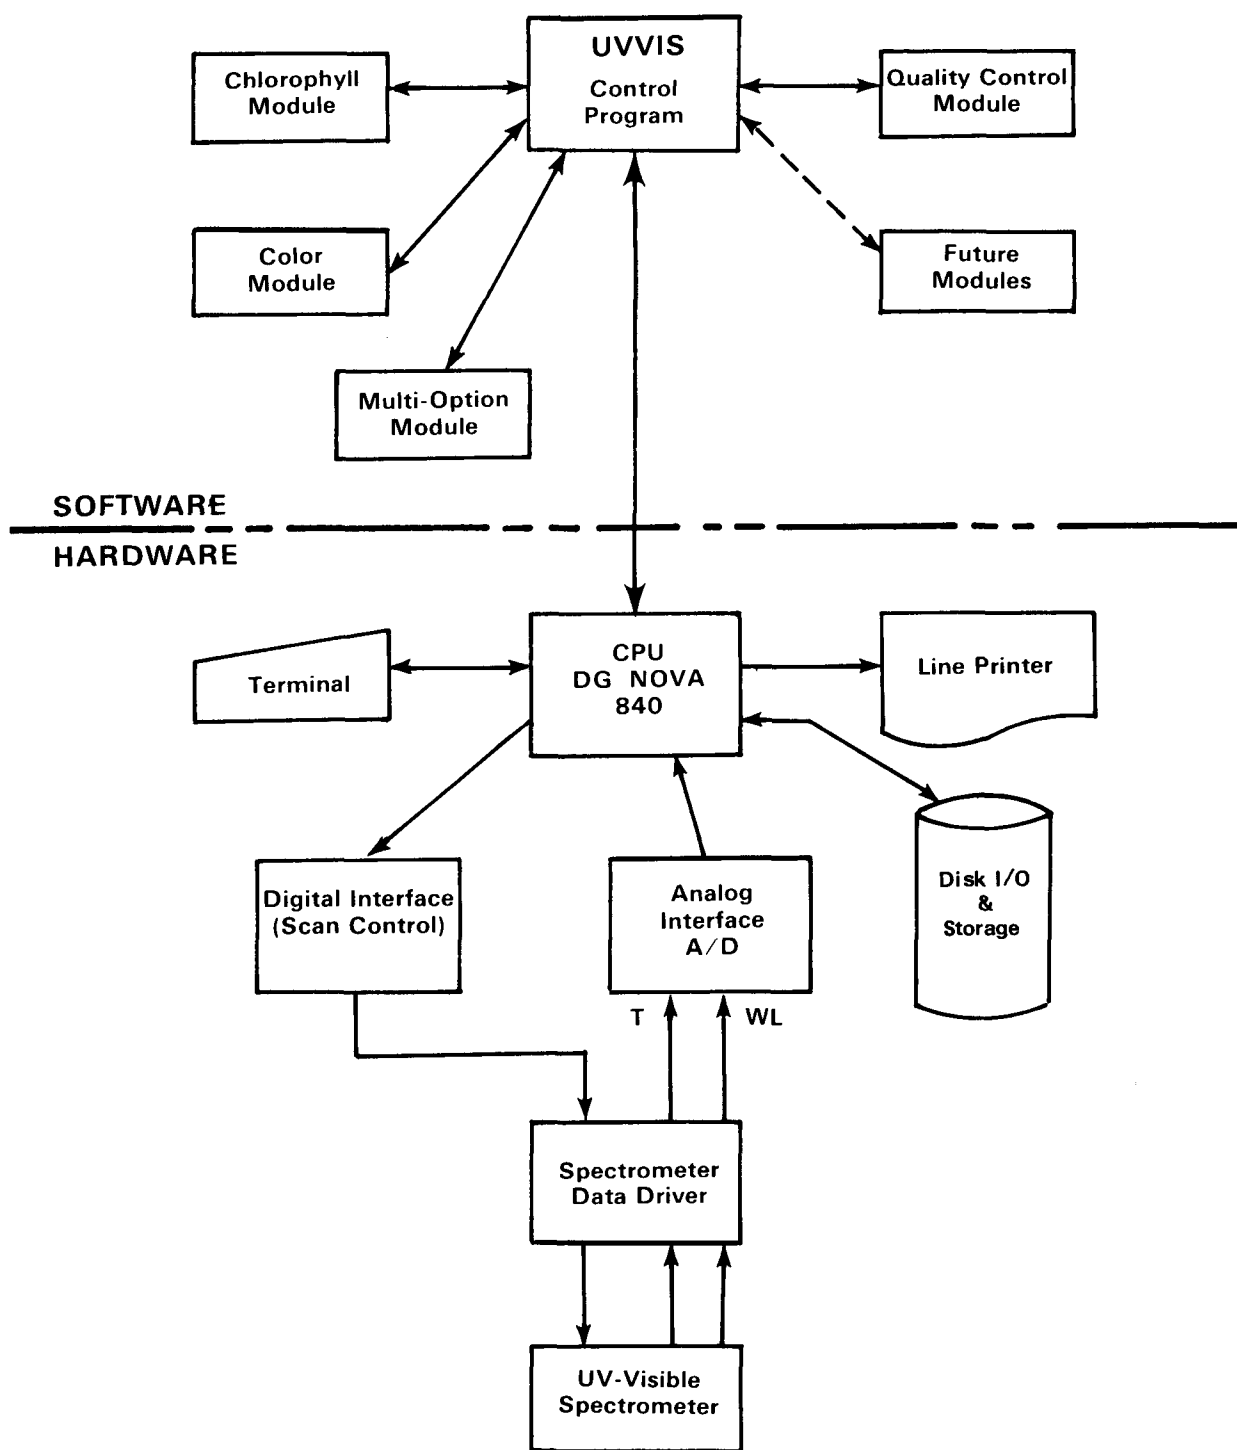 UVVIS
Control
Program
Chlorophyll
Module
Quality Control
Module
Color
Module
Future
Modules
Multi-Option
Module
SOFTWARE
HARDWARE
Terminal
CPU
DG NOVA
840
Line Printer
Digital Interface
(Scan Control)
Analog
Interface
A/D
Disk I/O
&
Storage
T
WL
Spectrometer
Data Driver
UV-Visible
Spectrometer